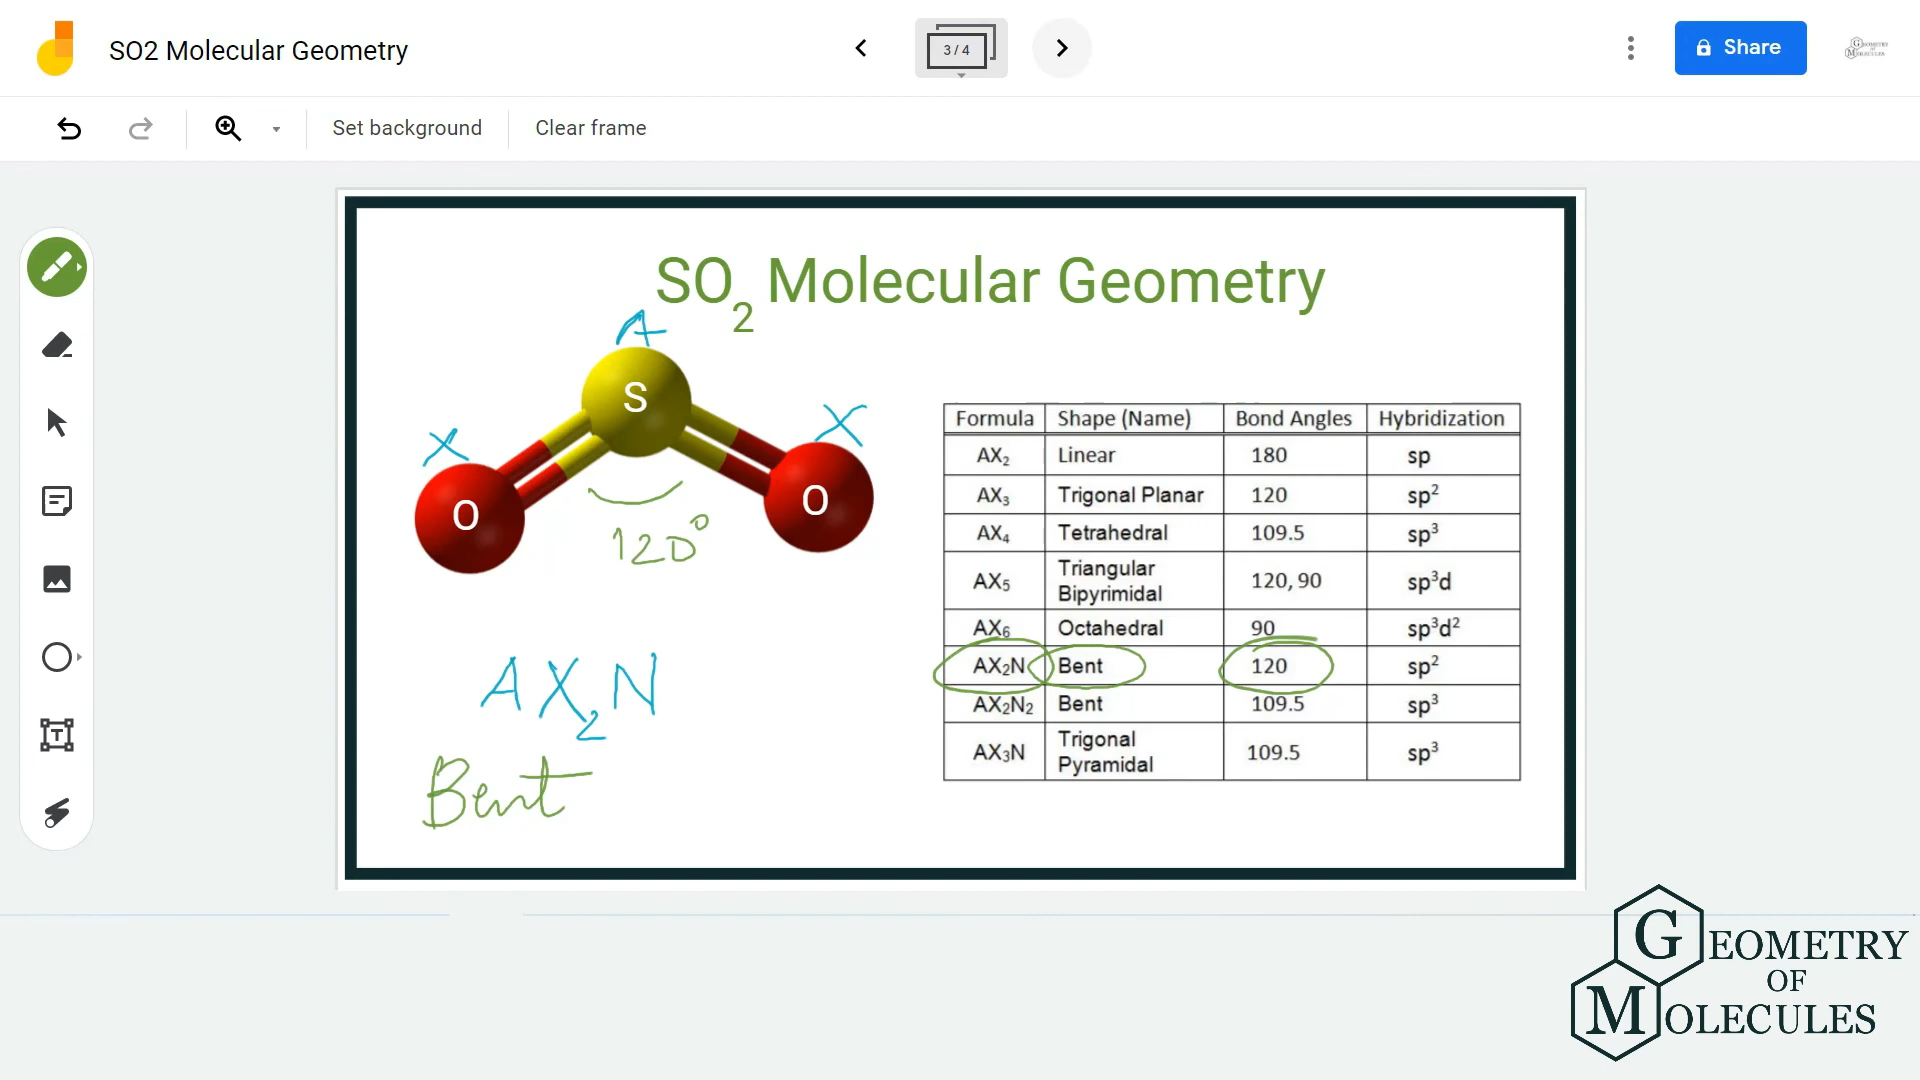 SO2 Molecular Geometry
3 / 4
Share
GEOMETRY
OF
MOLECULES
Set background
Clear frame
SO2 Molecular Geometry
A
S
X
X
O
O
120°
AX2N
Bent
Formula Shape (Name) Bond Angles Hybridization
AX2 Linear 180 sp
AX3 Trigonal Planar 120 sp2
AX4 Tetrahedral 109.5 sp3
AX5 Triangular Bipyrimidal 120, 90 sp3d
AX6 Octahedral 90 sp3d2
AX2N Bent 120 sp2
AX2N2 Bent 109.5 sp3
AX3N Trigonal Pyramidal 109.5 sp3
GEOMETRY
OF
MOLECULES